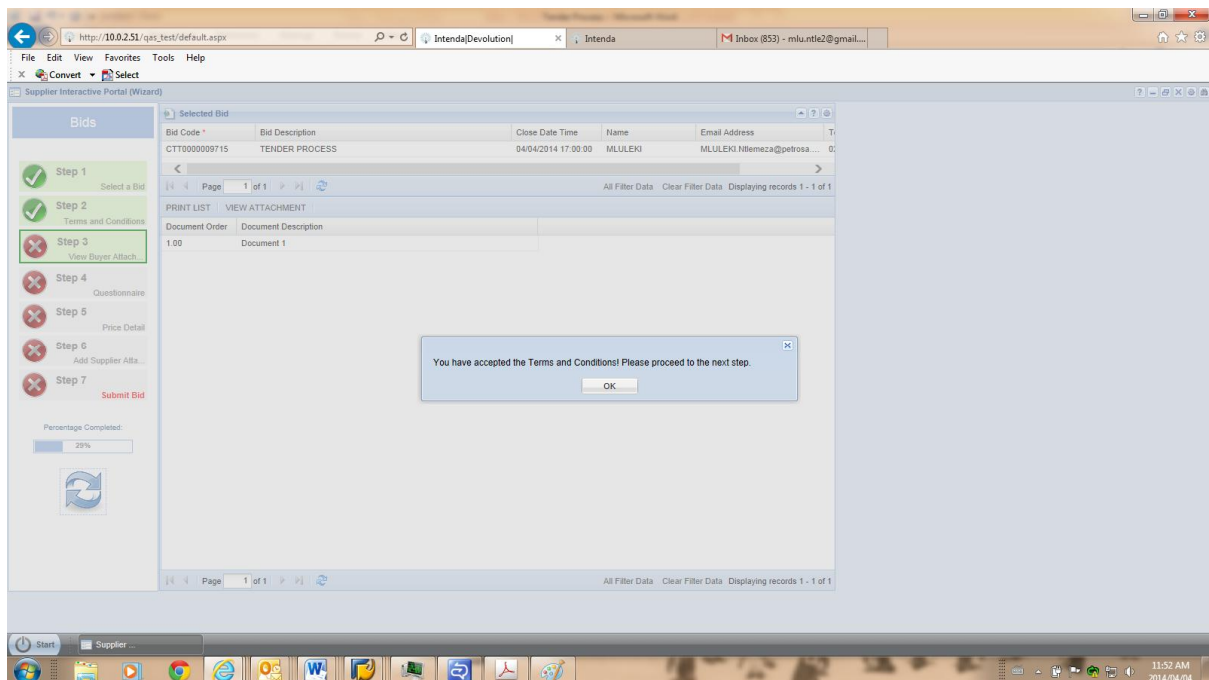 http://10.0.2.51/qas_test/default.aspx
Intenda|Devolution|
Intenda
Inbox (853) - mlu.ntle2@gmail....
File Edit View Favorites Tools Help
Convert Select
Supplier Interactive Portal (Wizard)
Bids
Step 1
Select a Bid
Step 2
Terms and Conditions
Step 3
View Buyer Attach...
Step 4
Questionnaire
Step 5
Price Detail
Step 6
Add Supplier Atta...
Step 7
Submit Bid
Percentage Completed:
29%
Selected Bid
Bid Code * Bid Description Close Date Time Name Email Address
CTT0000009715 TENDER PROCESS 04/04/2014 17:00:00 MLULEKI MLULEKI.Ntlemeza@petrosa....
Page 1 of 1 All Filter Data Clear Filter Data Displaying records 1 - 1 of 1
PRINT LIST VIEW ATTACHMENT
Document Order Document Description
1.00 Document 1
You have accepted the Terms and Conditions! Please proceed to the next step.
OK
Page 1 of 1 All Filter Data Clear Filter Data Displaying records 1 - 1 of 1
Start Supplier ...
11:52 AM
2014/04/04